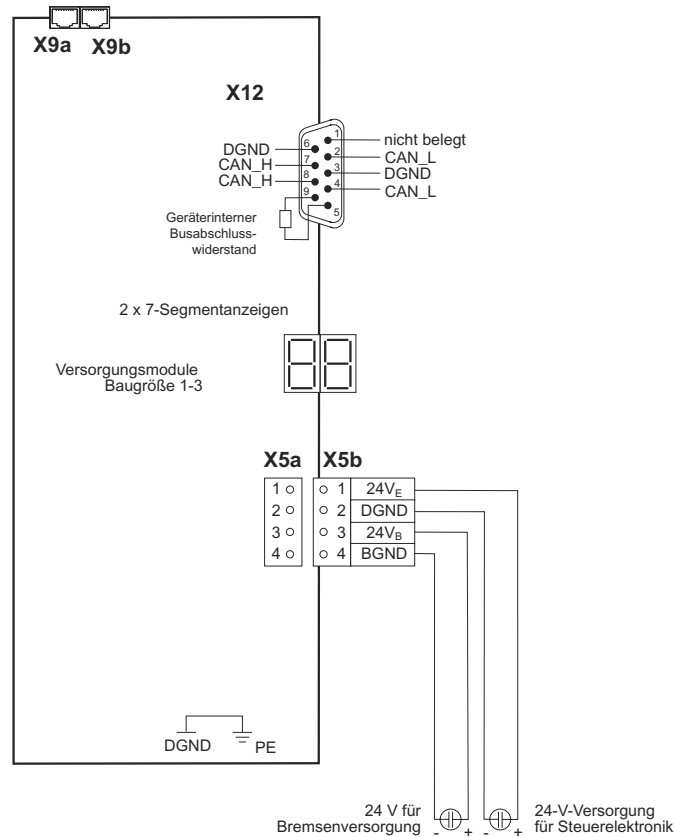 X9a X9b
X12
6
7
8
9
1
2
3
4
5
DGND
CAN_H
CAN_H
nicht belegt
CAN_L
DGND
CAN_L
Geräterinterner
Busabschluss-
widerstand
2 x 7-Segmentanzeigen
Versorgungsmodule
Baugröße 1-3
X5a X5b
1 1 24VE
2 2 DGND
3 3 24VB
4 4 BGND
DGND PE
24 V für
Bremsenversorgung
- + - +
24-V-Versorgung
für Steuerelektronik